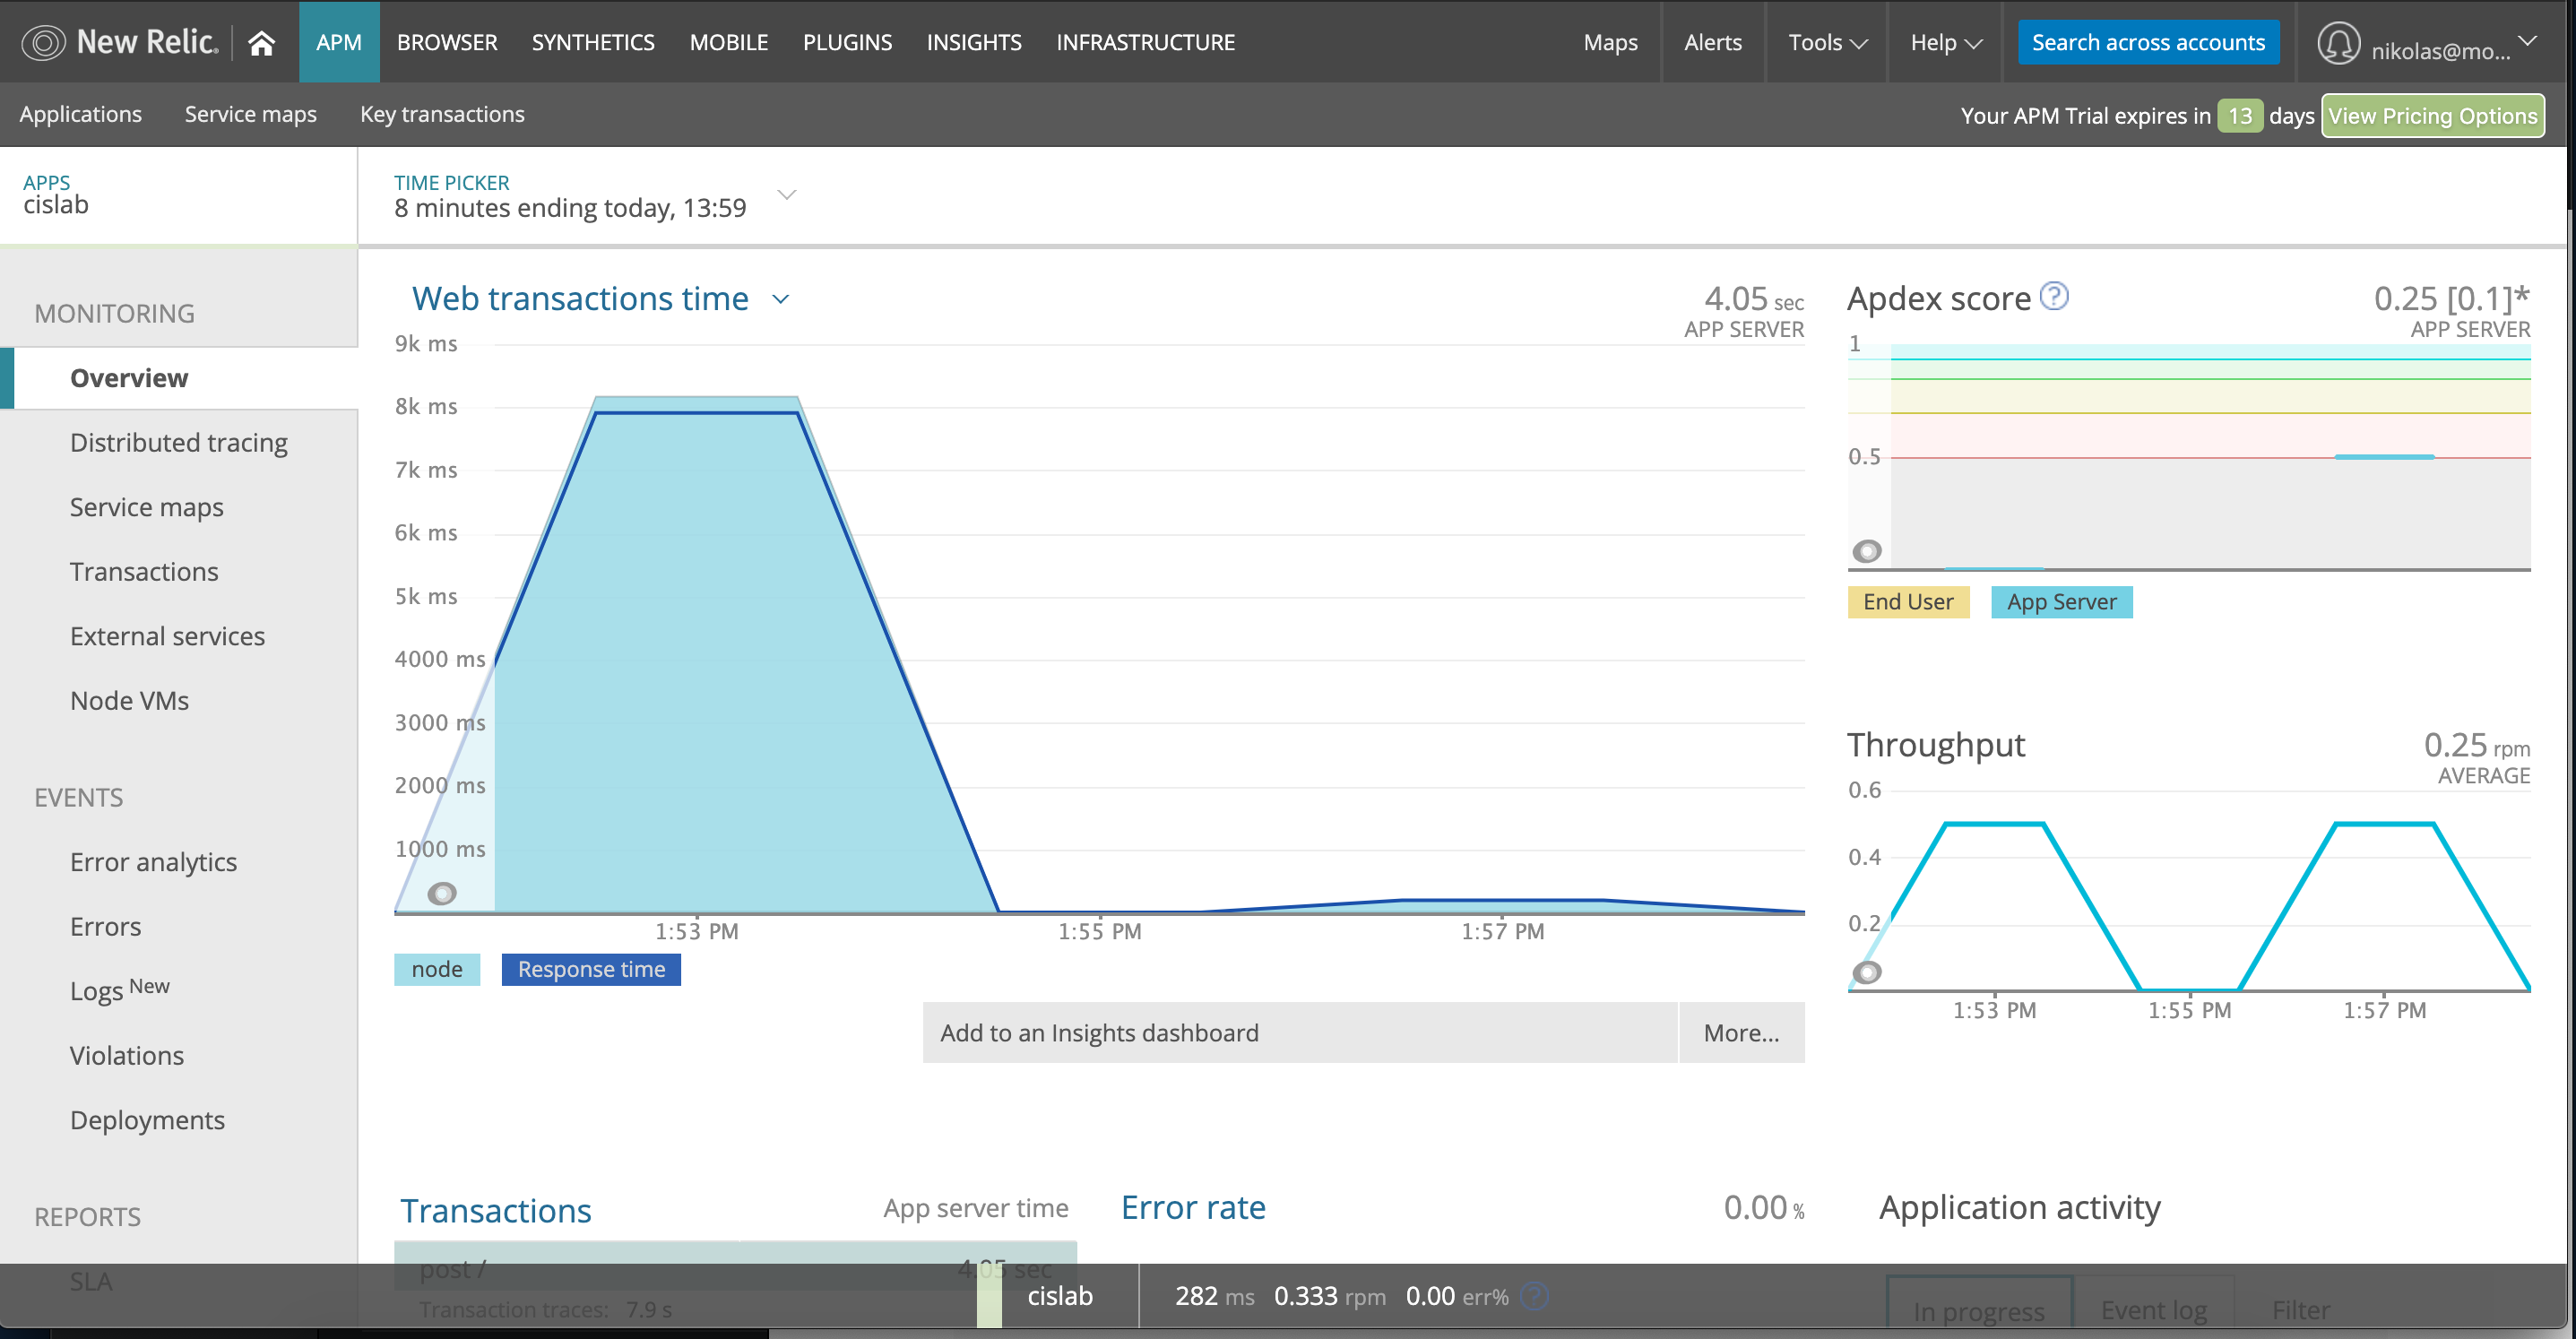 New Relic.
APM BROWSER SYNTHETICS MOBILE PLUGINS INSIGHTS INFRASTRUCTURE
Maps Alerts Tools Help Search across accounts nikolas@mo...
Applications Service maps Key transactions
Your APM Trial expires in 13 days View Pricing Options
APPS
cislab
TIME PICKER
8 minutes ending today, 13:59
MONITORING
Overview
Distributed tracing
Service maps
Transactions
External services
Node VMs
EVENTS
Error analytics
Errors
Logs New
Violations
Deployments
REPORTS
SLA
Web transactions time
4.05 sec
APP SERVER
9k ms
8k ms
7k ms
6k ms
5k ms
4000 ms
3000 ms
2000 ms
1000 ms
1:53 PM 1:55 PM 1:57 PM
node Response time
Add to an Insights dashboard More...
Apdex score ?
0.25 [0.1]*
APP SERVER
1
0.5
End User App Server
Throughput
0.25 rpm
AVERAGE
0.6
0.4
0.2
1:53 PM 1:55 PM 1:57 PM
Transactions App server time
post / 4.05 sec
Transaction traces: 7.9 s
Error rate 0.00 %
Application activity
In progress Event log Filter
cislab 282 ms 0.333 rpm 0.00 err% ?